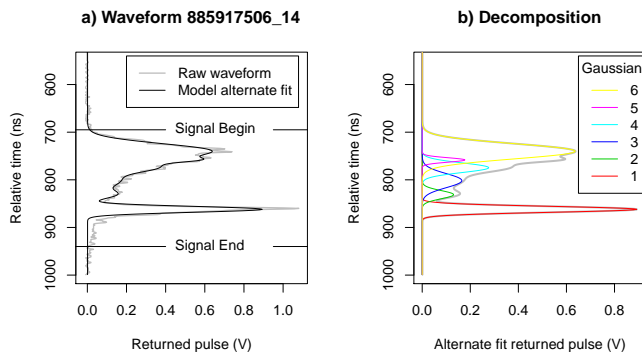 a) Waveform 885917506_14
Raw waveform
Model alternate fit
Signal Begin
Signal End
Relative time (ns)
600
700
800
900
1000
0.0 0.2 0.4 0.6 0.8 1.0
Returned pulse (V)
b) Decomposition
Gaussian
6
5
4
3
2
1
Relative time (ns)
600
700
800
900
1000
0.0 0.2 0.4 0.6 0.8
Alternate fit returned pulse (V)